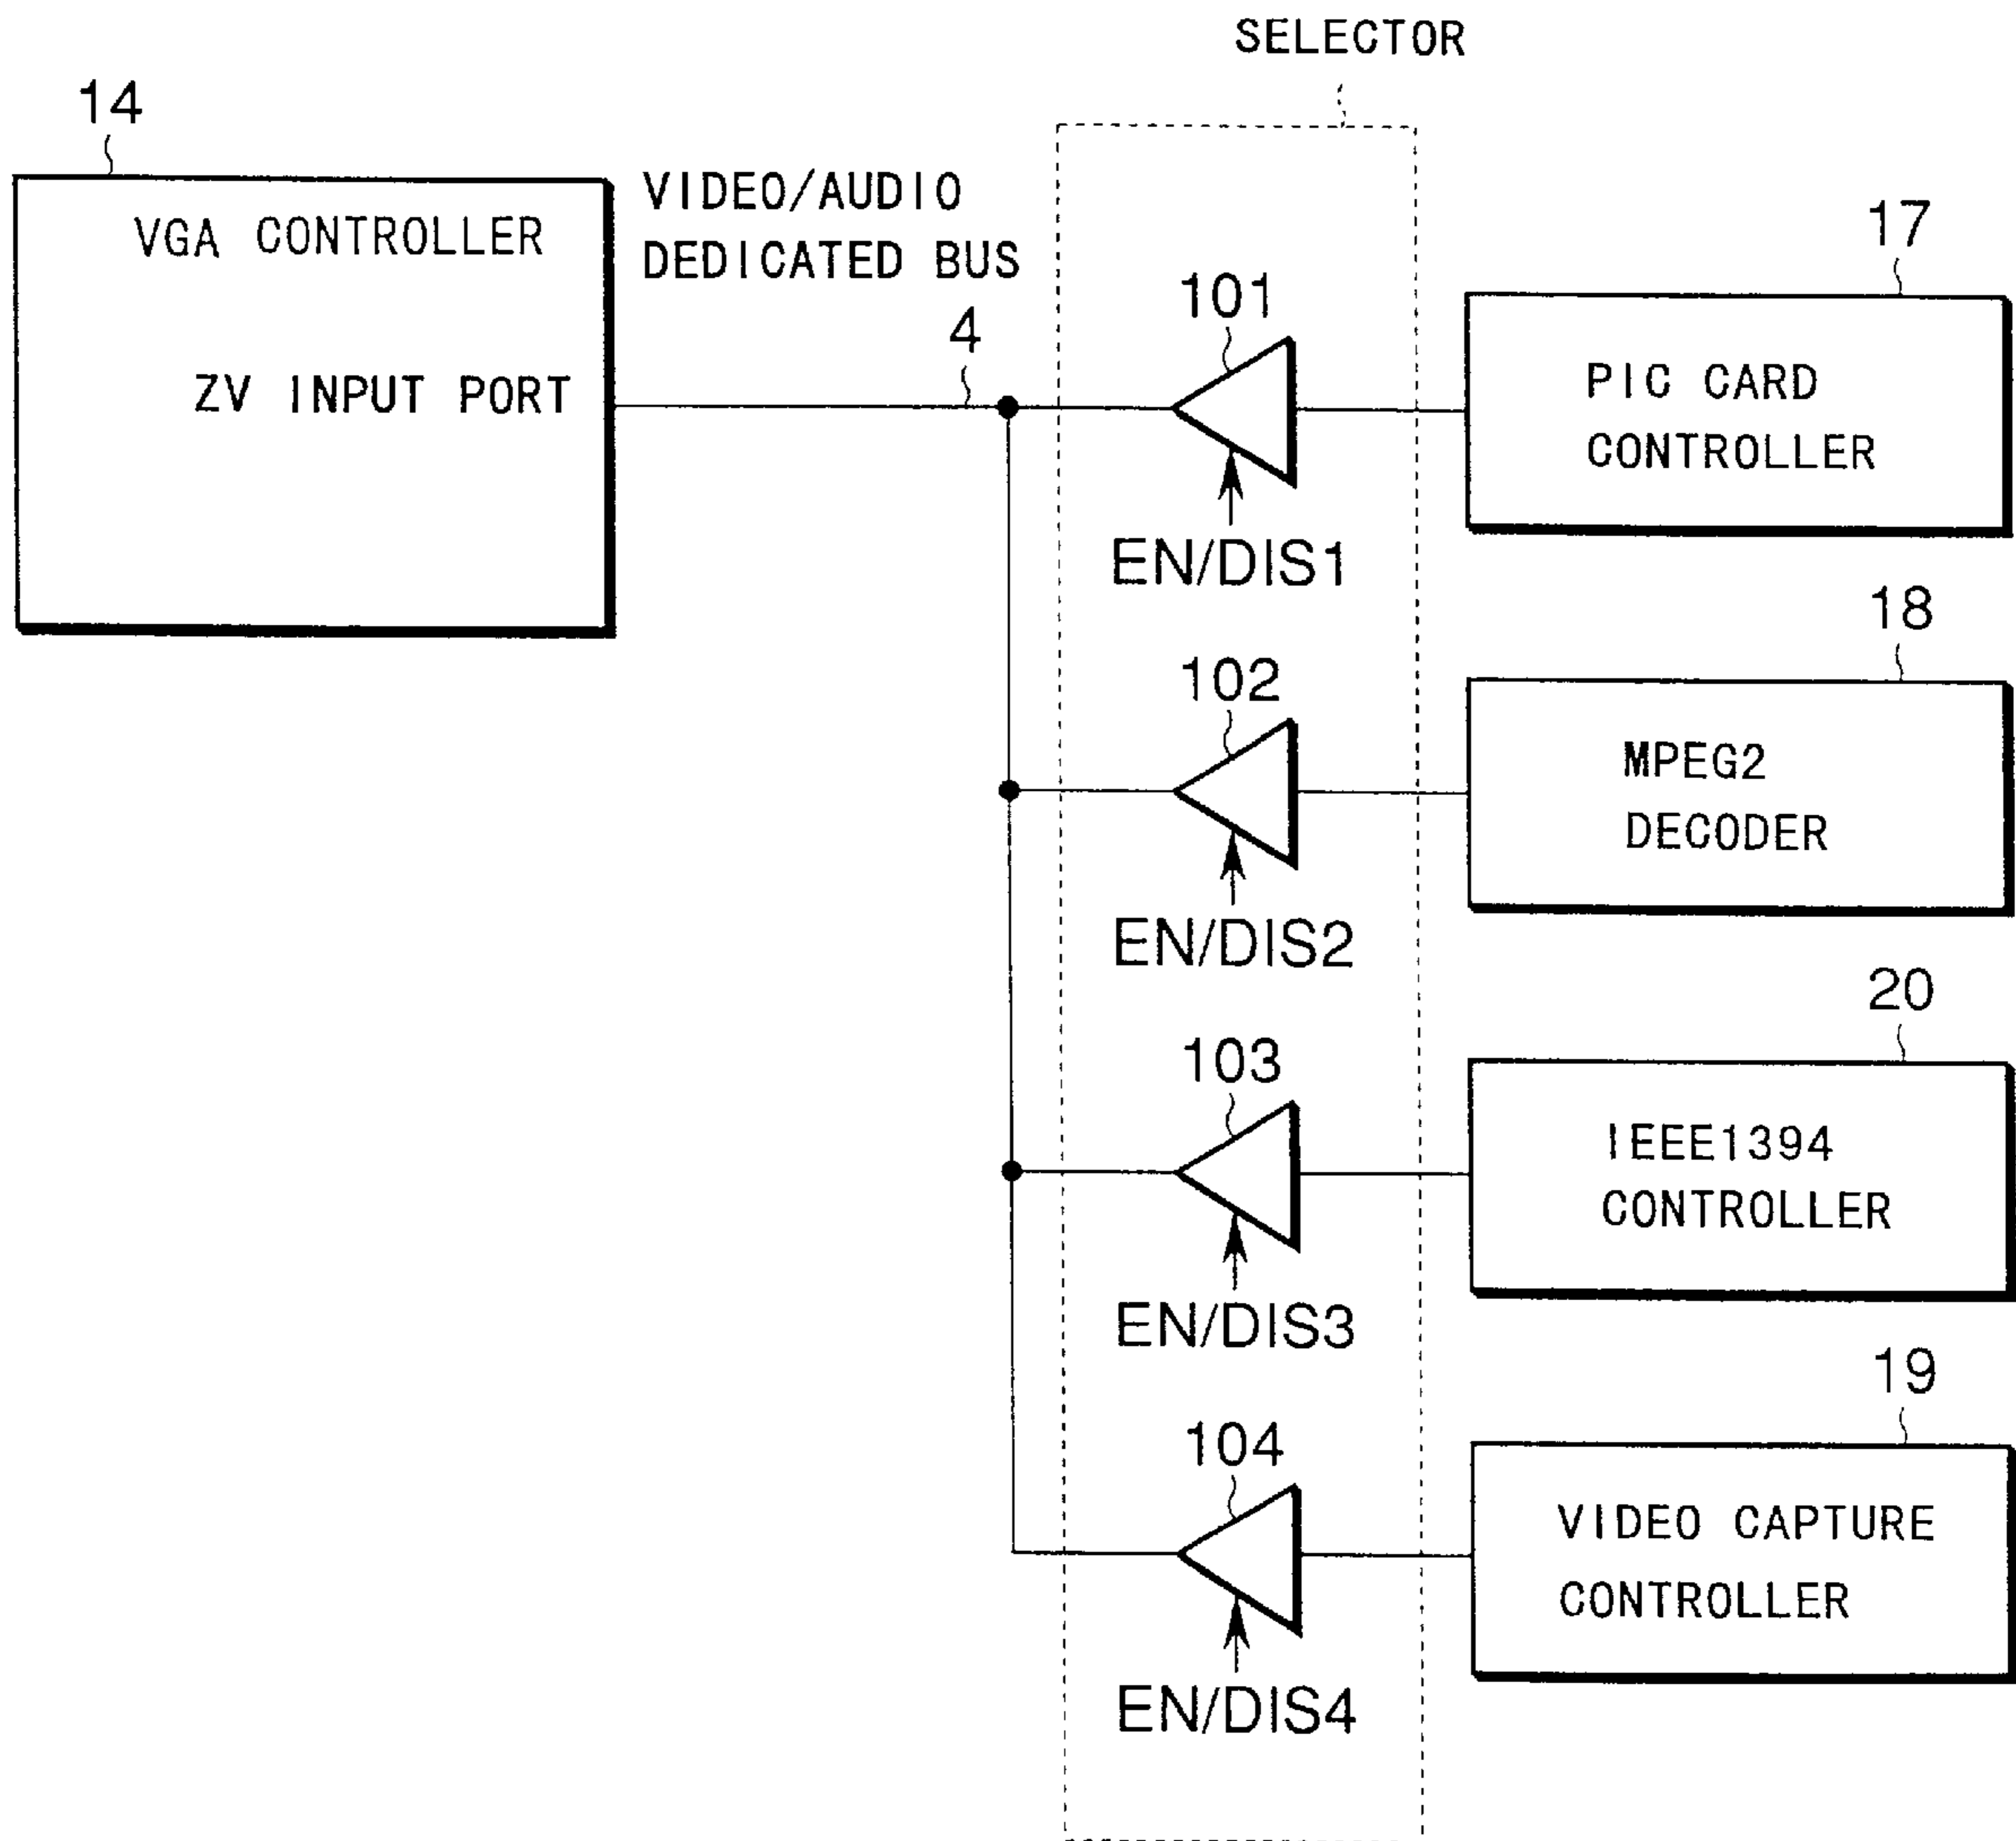 SELECTOR
14
VGA CONTROLLER
ZV INPUT PORT
VIDEO/AUDIO
DEDICATED BUS
4
101
EN/DIS1
17
PIC CARD
CONTROLLER
102
EN/DIS2
18
MPEG2
DECODER
103
EN/DIS3
20
IEEE1394
CONTROLLER
104
EN/DIS4
19
VIDEO CAPTURE
CONTROLLER